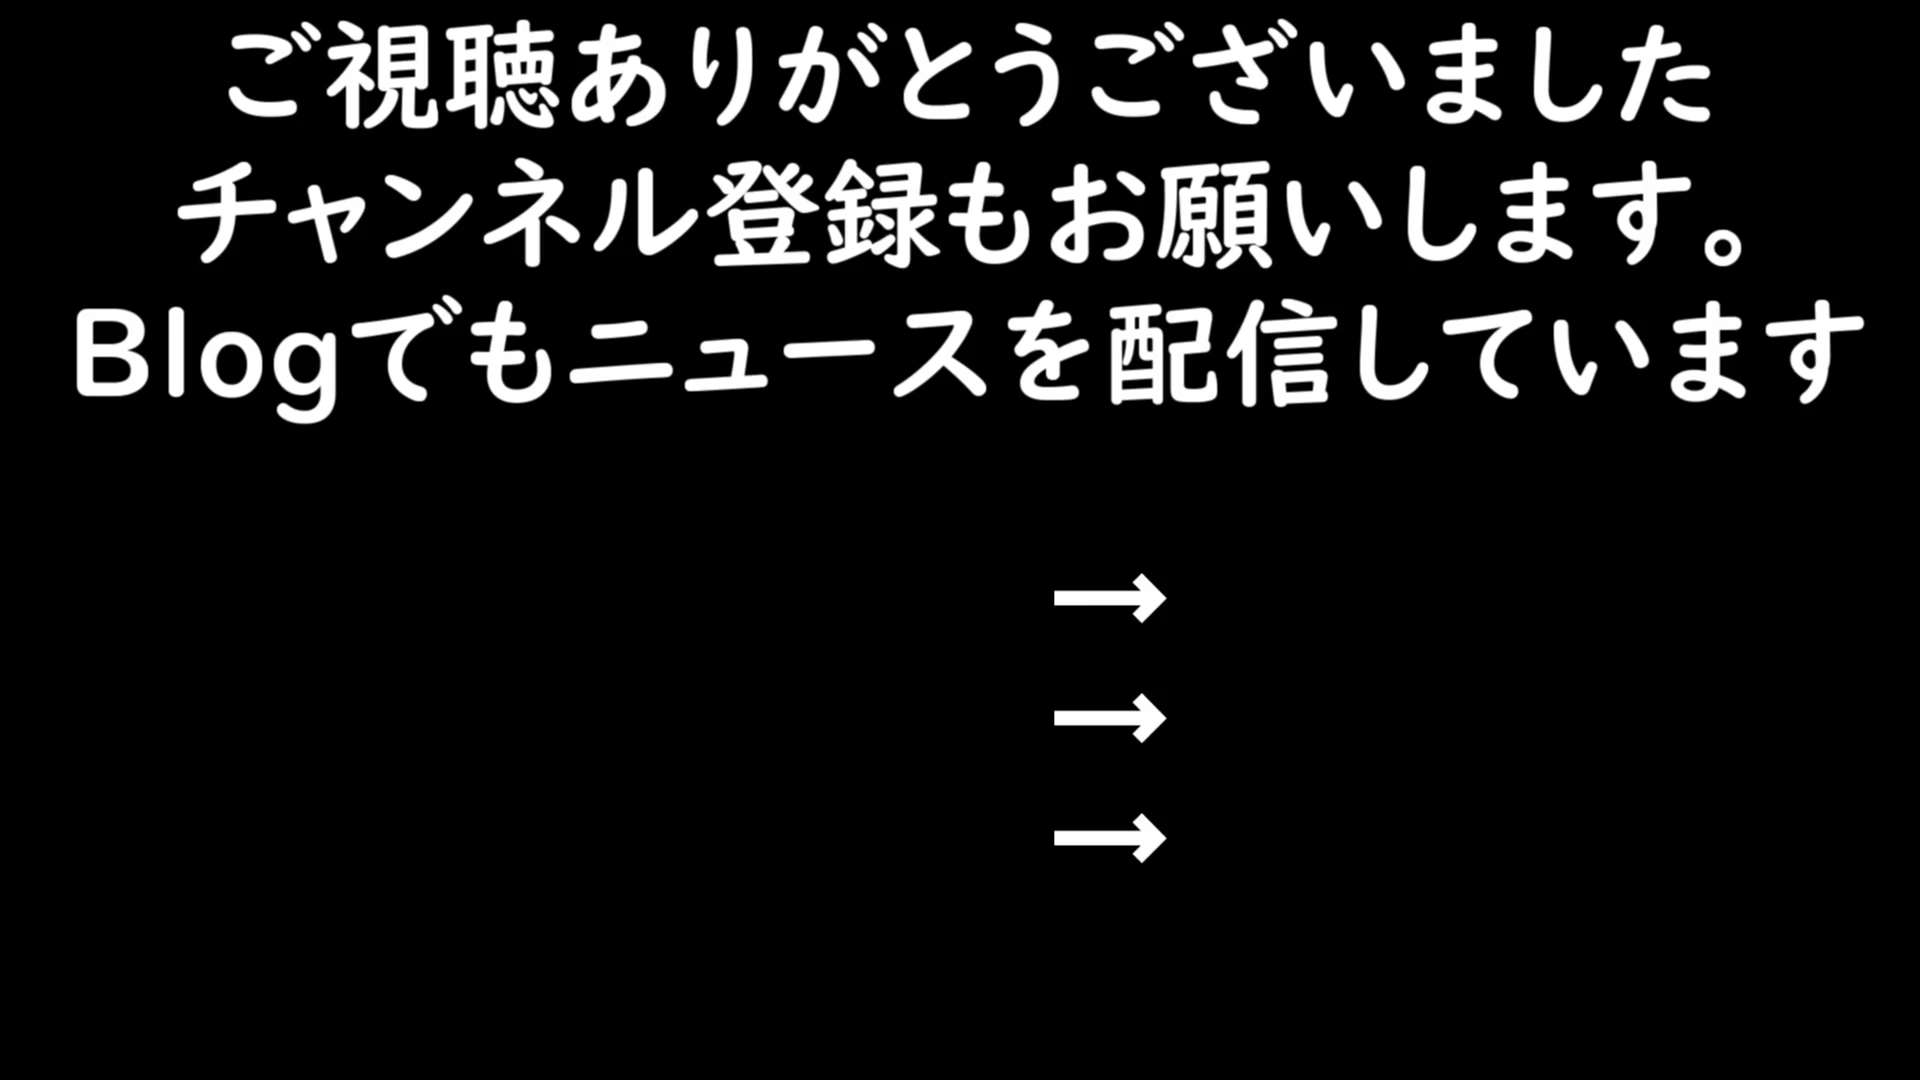 ご視聴ありがとうございました
チャンネル登録もお願いします。
Blogでもニュースを配信しています
→
→
→